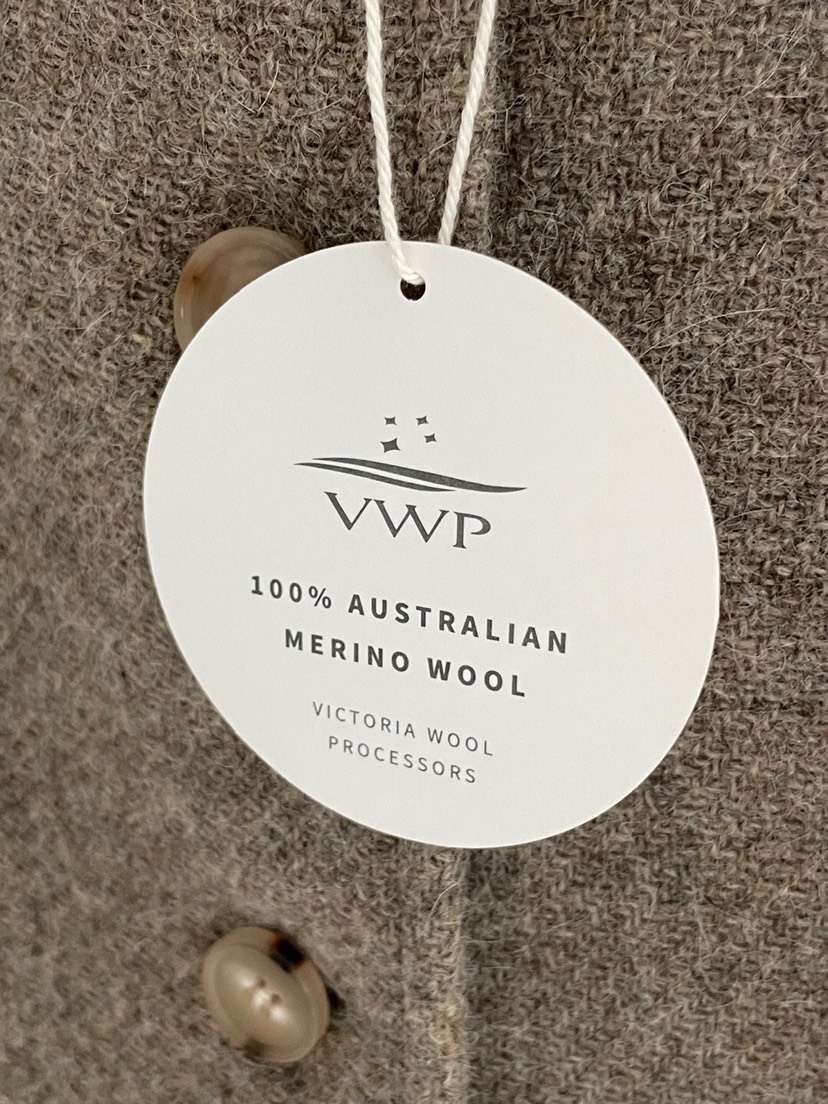 VWP
100% AUSTRALIAN
MERINO WOOL
VICTORIA WOOL
PROCESSORS